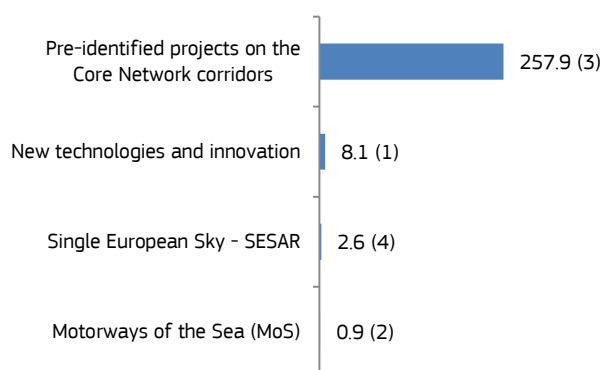 Pre-identified projects on the
Core Network corridors
257.9 (3)
New technologies and innovation
8.1 (1)
Single European Sky - SESAR
2.6 (4)
Motorways of the Sea (MoS)
0.9 (2)